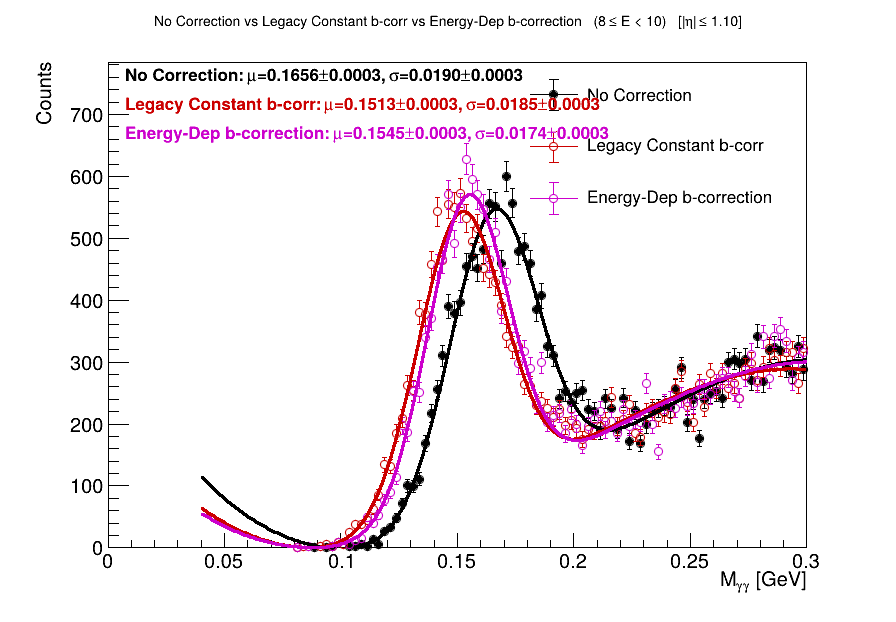 No Correction vs Legacy Constant b-corr vs Energy-Dep b-correction (8 ≤ E < 10) [|η| ≤ 1.10]
Counts
No Correction: μ=0.1656±0.0003, σ=0.0190±0.0003
Legacy Constant b-corr: μ=0.1513±0.0003, σ=0.0185±0.0003
Energy-Dep b-correction: μ=0.1545±0.0003, σ=0.0174±0.0003
No Correction
Legacy Constant b-corr
Energy-Dep b-correction
700
600
500
400
300
200
100
0
0 0.05 0.1 0.15 0.2 0.25 0.3
Mγγ [GeV]